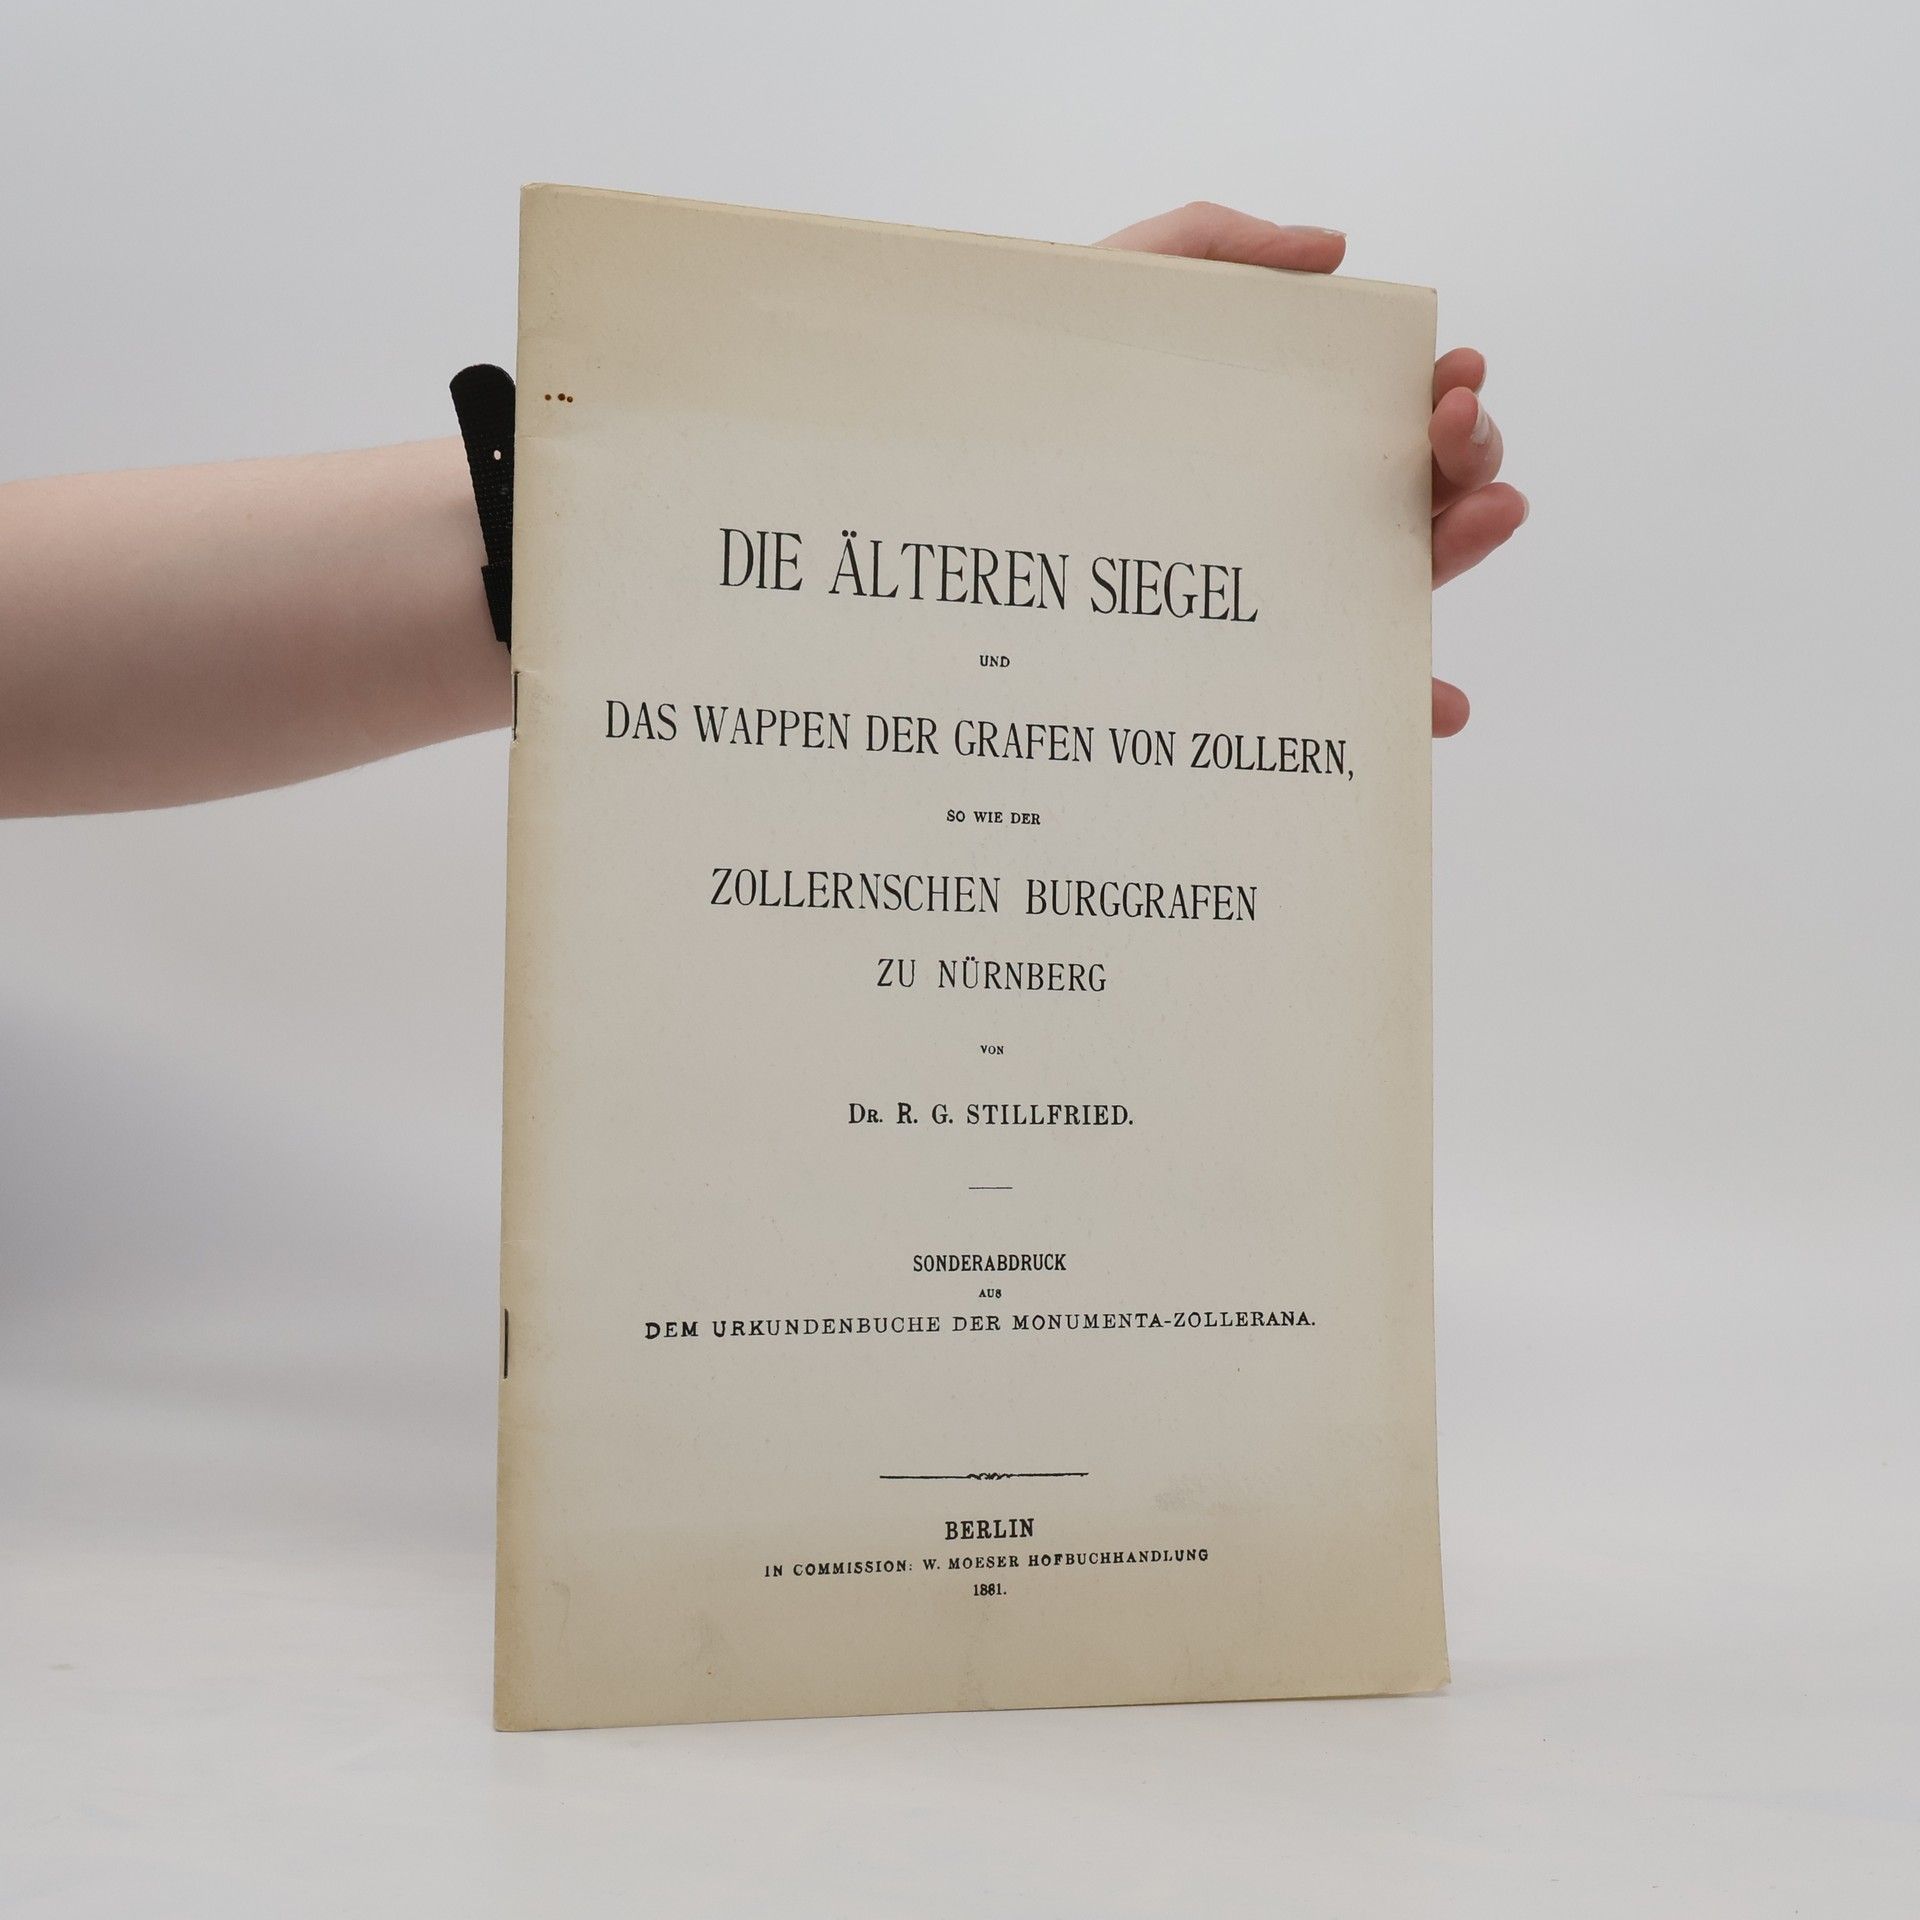 DIE ÄLTEREN SIEGEL
UND
DAS WAPPEN DER GRAFEN VON ZOLLERN,
SO WIE DER
ZOLLERNSCHEN BURGGRAFEN
ZU NÜRNBERG
VON
DR. R. G. STILLFRIED.
SONDERABDRUCK
AUS
DEM URKUNDENBUCHE DER MONUMENTA-ZOLLERANA.
BERLIN
IN COMMISSION: W. MOESER HOFBUCHHANDLUNG
1881.